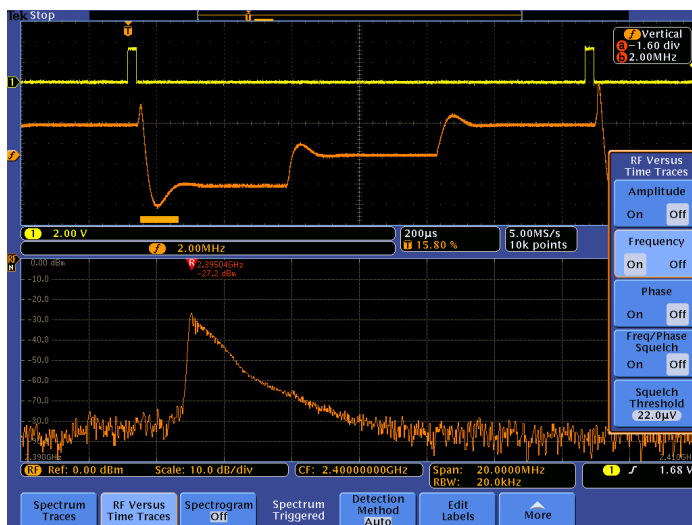 Tek Stop
T
T
f Vertical
a -1.60 div
b 2.00MHz
1
f
RF Versus
Time Traces
Amplitude
On Off
Frequency
On Off
Phase
On Off
Freq/Phase
Squelch
On Off
Squelch
Threshold
22.0µV
1 2.00 V
f 2.00MHz
200µs
T 15.80 %
5.00MS/s
10k points
RF
N
0.00 dBm
R 2.39504GHz
-27.2 dBm
-10.0
-20.0
-30.0
-40.0
-50.0
-60.0
-70.0
-80.0
2.390GHz
2.410GHz
RF Ref: 0.00 dBm Scale: 10.0 dB/div
CF: 2.40000000GHz
Span: 20.0000MHz
RBW: 20.0kHz
1 1.68 V
Spectrum
Traces
RF Versus
Time Traces
Spectrogram
Off
Spectrum
Triggered
Detection
Method
Auto
Edit
Labels
More